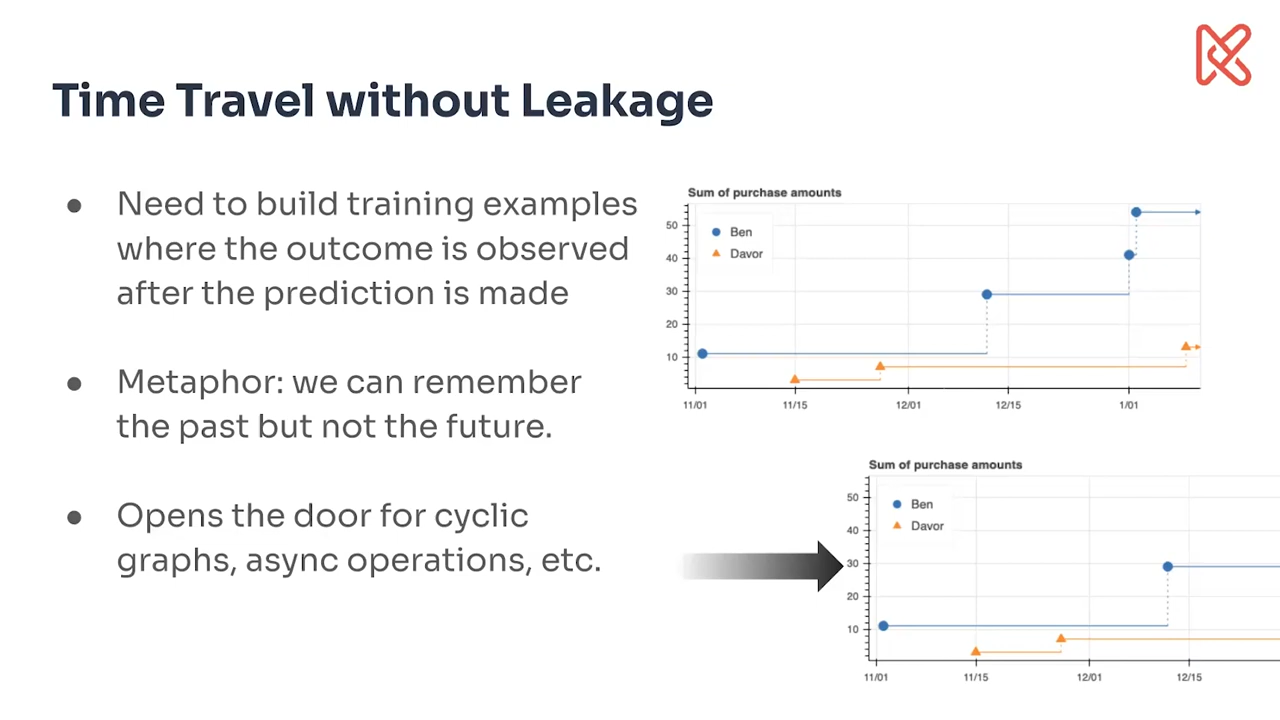 Time Travel without Leakage
● Need to build training examples
where the outcome is observed
after the prediction is made
● Metaphor: we can remember
the past but not the future.
● Opens the door for cyclic
graphs, async operations, etc.
Sum of purchase amounts
50
40
30
20
10
Ben
Davor
11/01 11/15 12/01 12/15 1/01
Sum of purchase amounts
50
40
30
20
10
Ben
Davor
11/01 11/15 12/01 12/15